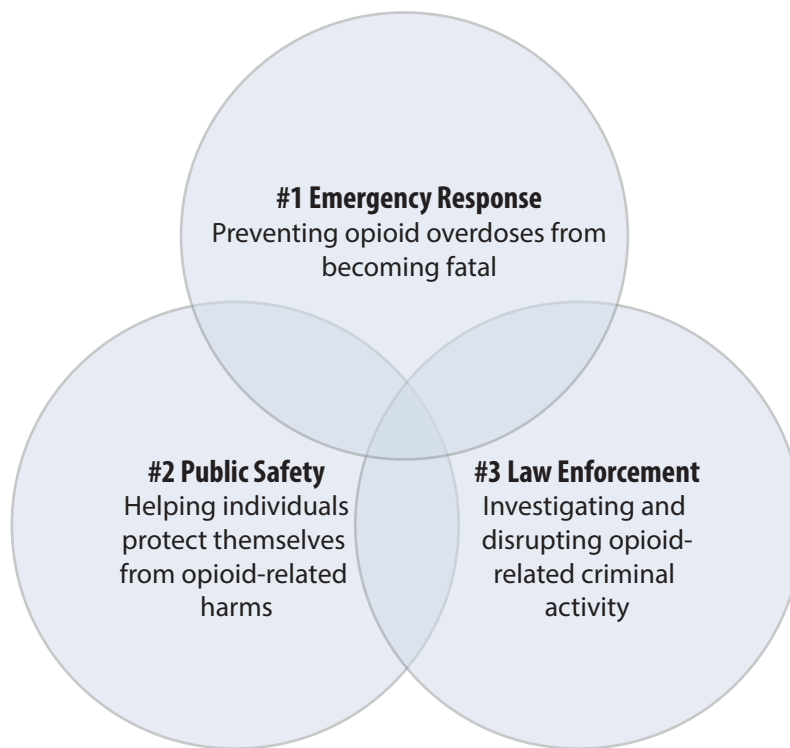 #1 Emergency Response
Preventing opioid overdoses from
becoming fatal
#2 Public Safety
Helping individuals
protect themselves
from opioid-related
harms
#3 Law Enforcement
Investigating and
disrupting opioid-
related criminal
activity